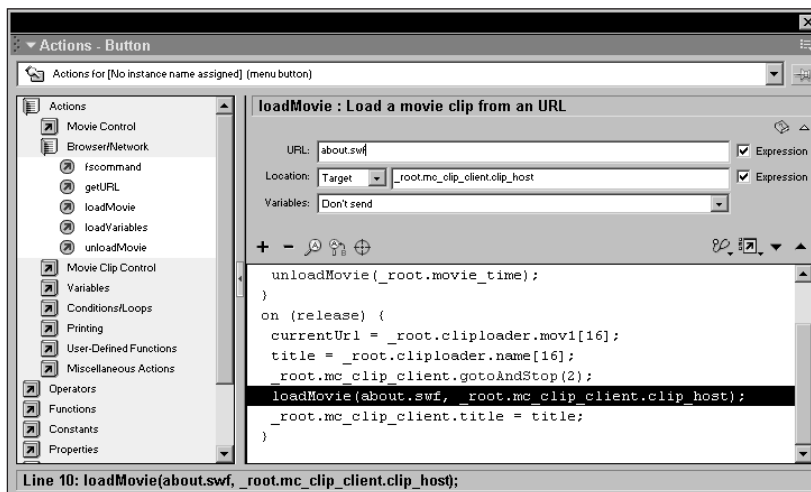 Actions - Button
Actions for [No instance name assigned] (menu button)
Actions
Movie Control
Browser/Network
fscommand
getURL
loadMovie
loadVariables
unloadMovie
Movie Clip Control
Variables
Conditions/Loops
Printing
User-Defined Functions
Miscellaneous Actions
Operators
Functions
Constants
Properties
loadMovie : Load a movie clip from an URL
URL: about.swf Expression
Location: Target _root.mc_clip_client.clip_host Expression
Variables: Don't send
unloadMovie(_root.movie_time);
}
on (release) {
currentUrl = _root.cliploader.mov1[16];
title = _root.cliploader.name[16];
_root.mc_clip_client.gotoAndStop(2);
loadMovie(about.swf, _root.mc_clip_client.clip_host);
_root.mc_clip_client.title = title;
}
Line 10: loadMovie(about.swf, _root.mc_clip_client.clip_host);